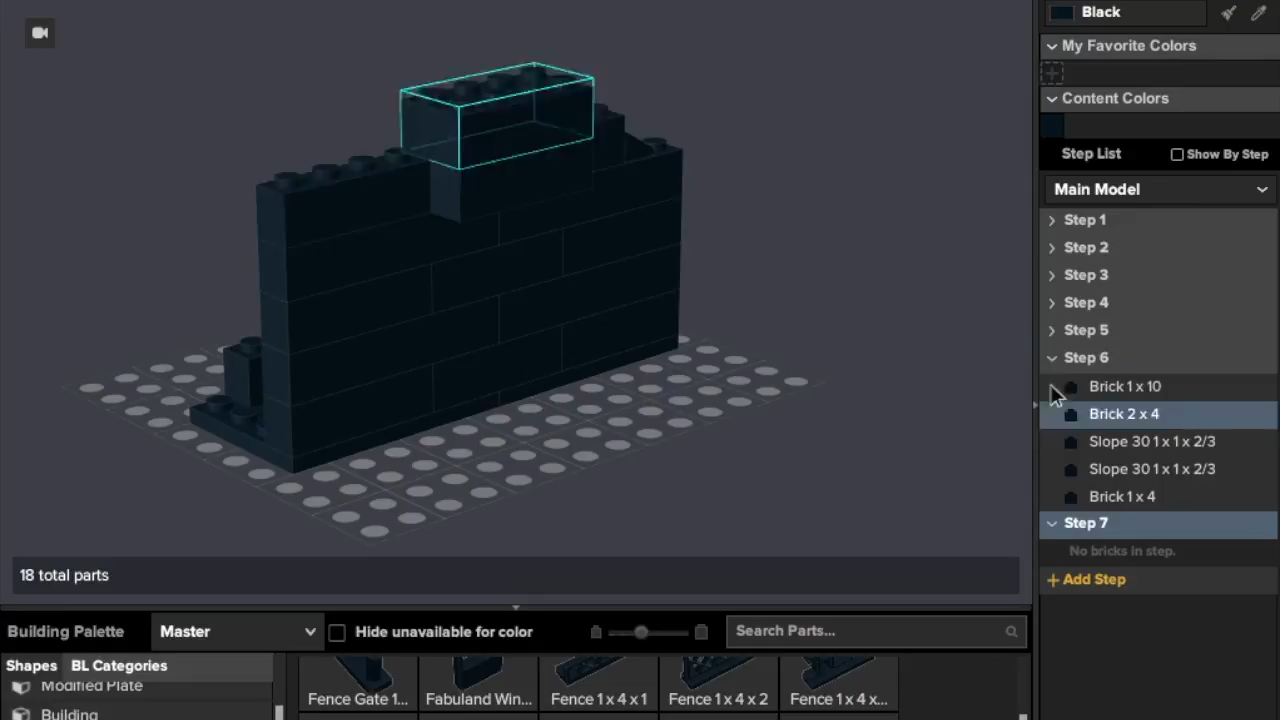 Black
My Favorite Colors
Content Colors
Step List
Show By Step
Main Model
Step 1
Step 2
Step 3
Step 4
Step 5
Step 6
Brick 1 x 10
Brick 2 x 4
Slope 30 1 x 1 x 2/3
Slope 30 1 x 1 x 2/3
Brick 1 x 4
Step 7
No bricks in step.
+ Add Step
18 total parts
Building Palette
Master
Hide unavailable for color
Search Parts...
Shapes
BL Categories
Modified Plate
Building
Fence Gate 1...
Fabuland Win...
Fence 1 x 4 x 1
Fence 1 x 4 x 2
Fence 1 x 4 x...